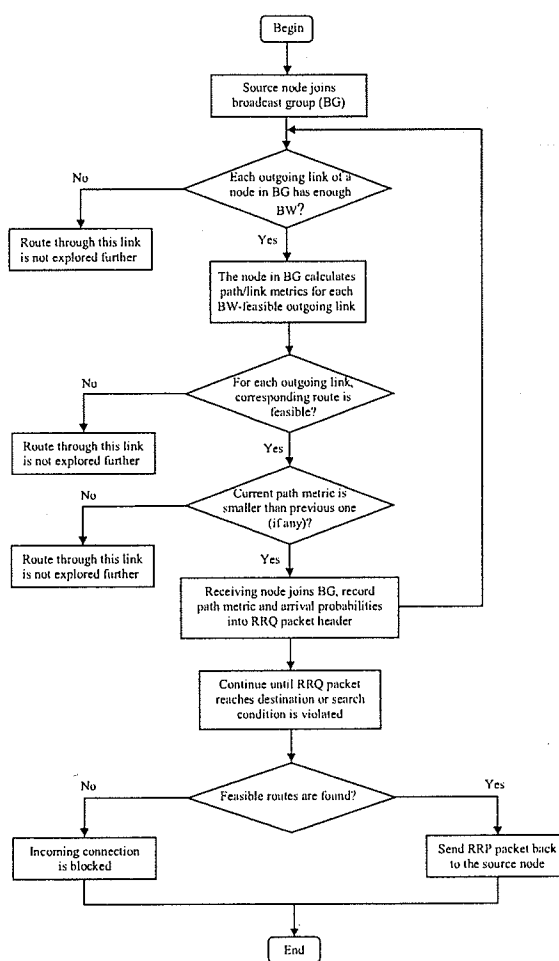 Begin
Source node joins
broadcast group (BG)
No
Each outgoing link of a
node in BG has enough
BW?
Route through this link
is not explored further
Yes
The node in BG calculates
path/link metrics for each
BW-feasible outgoing link
No
For each outgoing link,
corresponding route is
feasible?
Route through this link
is not explored further
Yes
No
Current path metric is
smaller than previous one
(if any)?
Route through this link
is not explored further
Yes
Receiving node joins BG, record
path metric and arrival probabilities
into RRQ packet header
Continue until RRQ packet
reaches destination or search
condition is violated
No
Feasible routes are found?
Yes
Incoming connection
is blocked
Send RRP packet back
to the source node
End